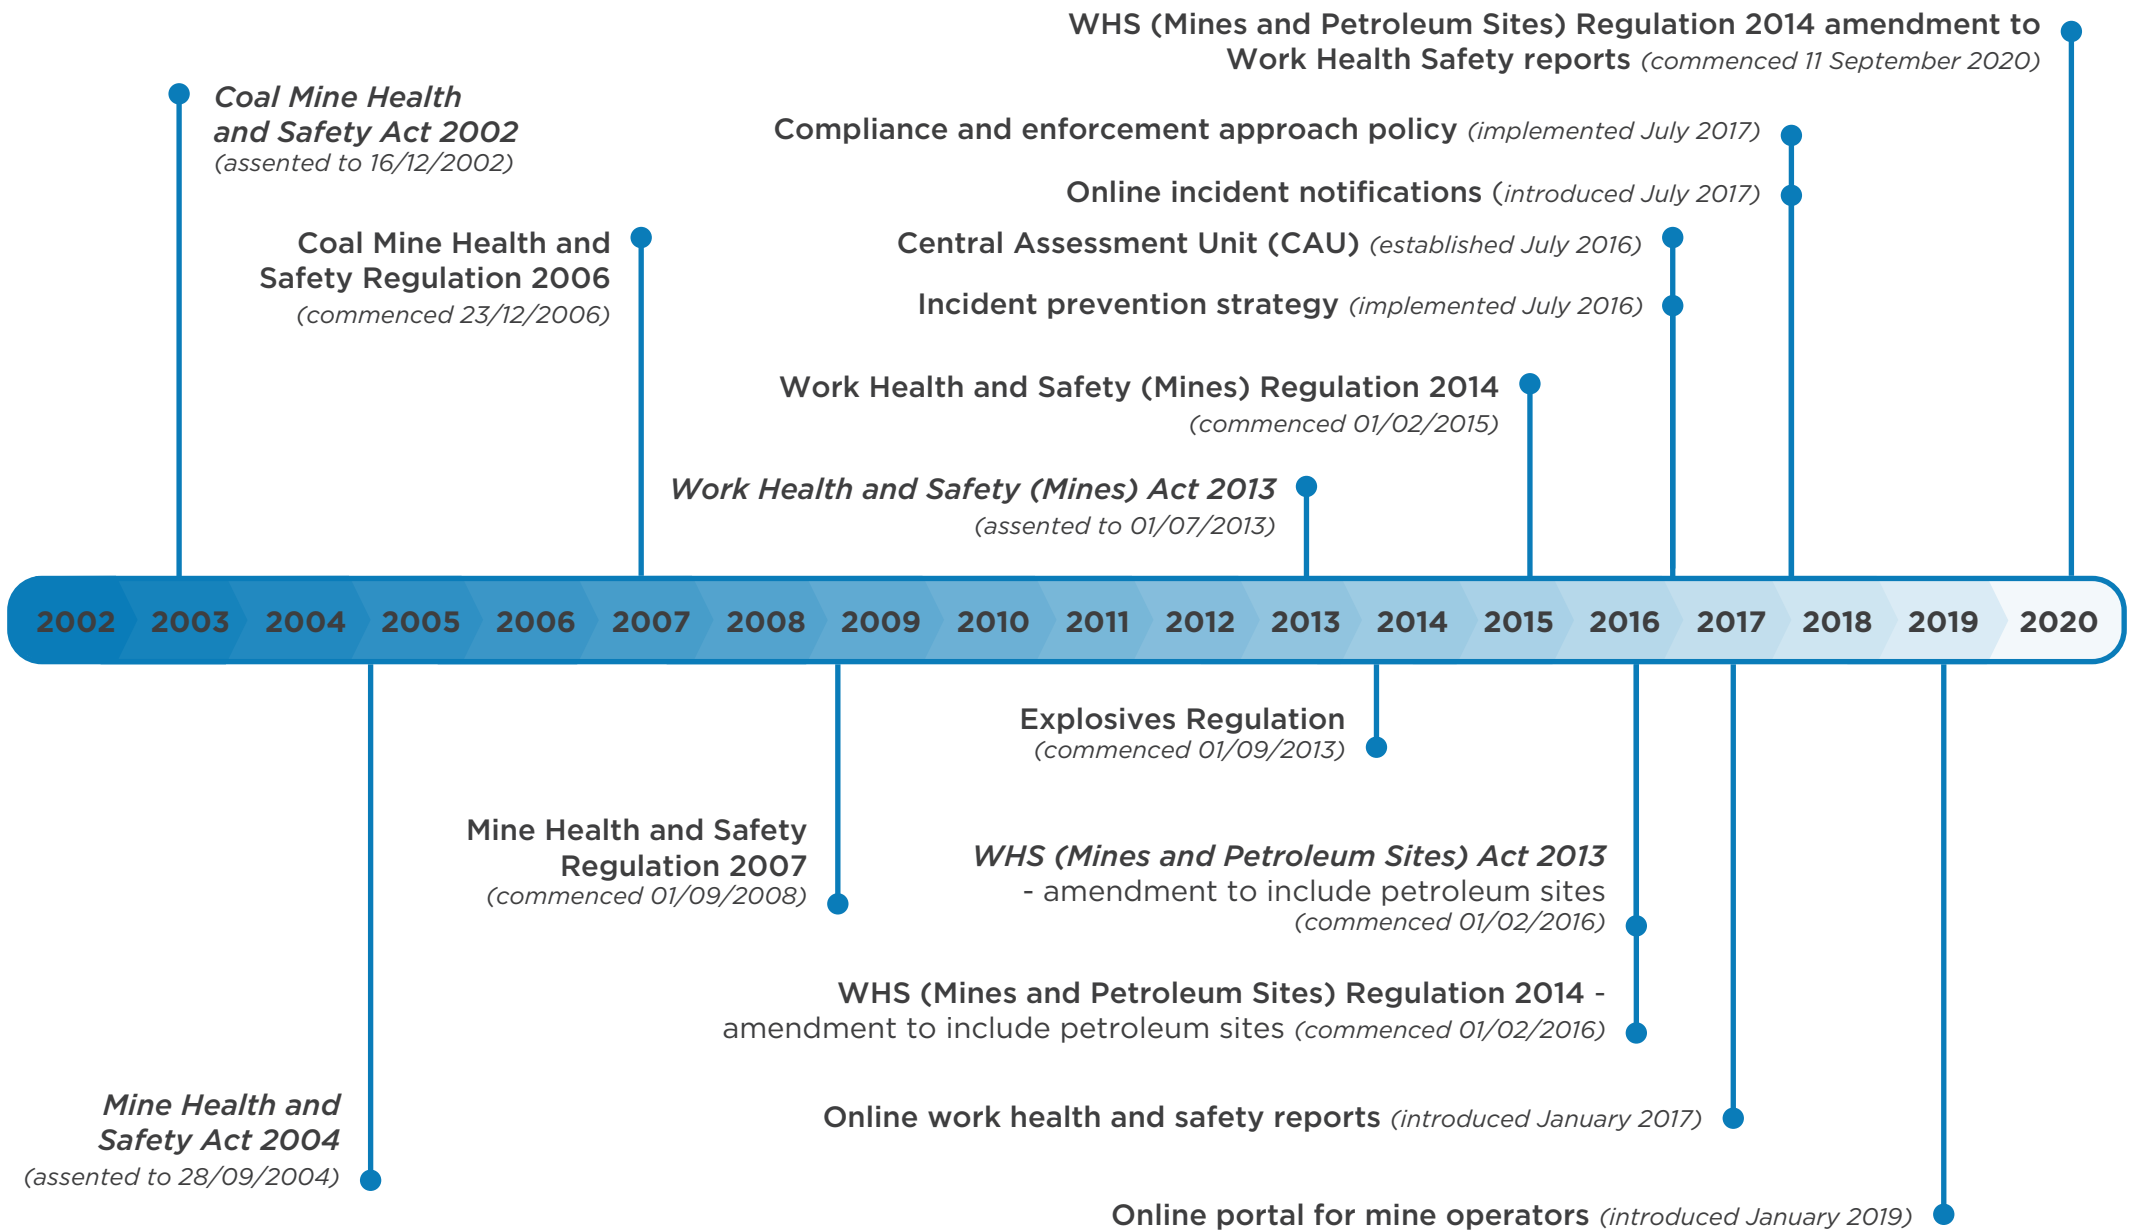 WHS (Mines and Petroleum Sites) Regulation 2014 amendment to
Work Health Safety reports (commenced 11 September 2020)
Coal Mine Health
and Safety Act 2002
(assented to 16/12/2002)
Compliance and enforcement approach policy (implemented July 2017)
Online incident notifications (introduced July 2017)
Coal Mine Health and
Safety Regulation 2006
(commenced 23/12/2006)
Central Assessment Unit (CAU) (established July 2016)
Incident prevention strategy (implemented July 2016)
Work Health and Safety (Mines) Regulation 2014
(commenced 01/02/2015)
Work Health and Safety (Mines) Act 2013
(assented to 01/07/2013)
2002 2003 2004 2005 2006 2007 2008 2009 2010 2011 2012 2013 2014 2015 2016 2017 2018 2019 2020
Explosives Regulation
(commenced 01/09/2013)
Mine Health and Safety
Regulation 2007
(commenced 01/09/2008)
WHS (Mines and Petroleum Sites) Act 2013
- amendment to include petroleum sites
(commenced 01/02/2016)
WHS (Mines and Petroleum Sites) Regulation 2014 -
amendment to include petroleum sites (commenced 01/02/2016)
Mine Health and
Safety Act 2004
(assented to 28/09/2004)
Online work health and safety reports (introduced January 2017)
Online portal for mine operators (introduced January 2019)